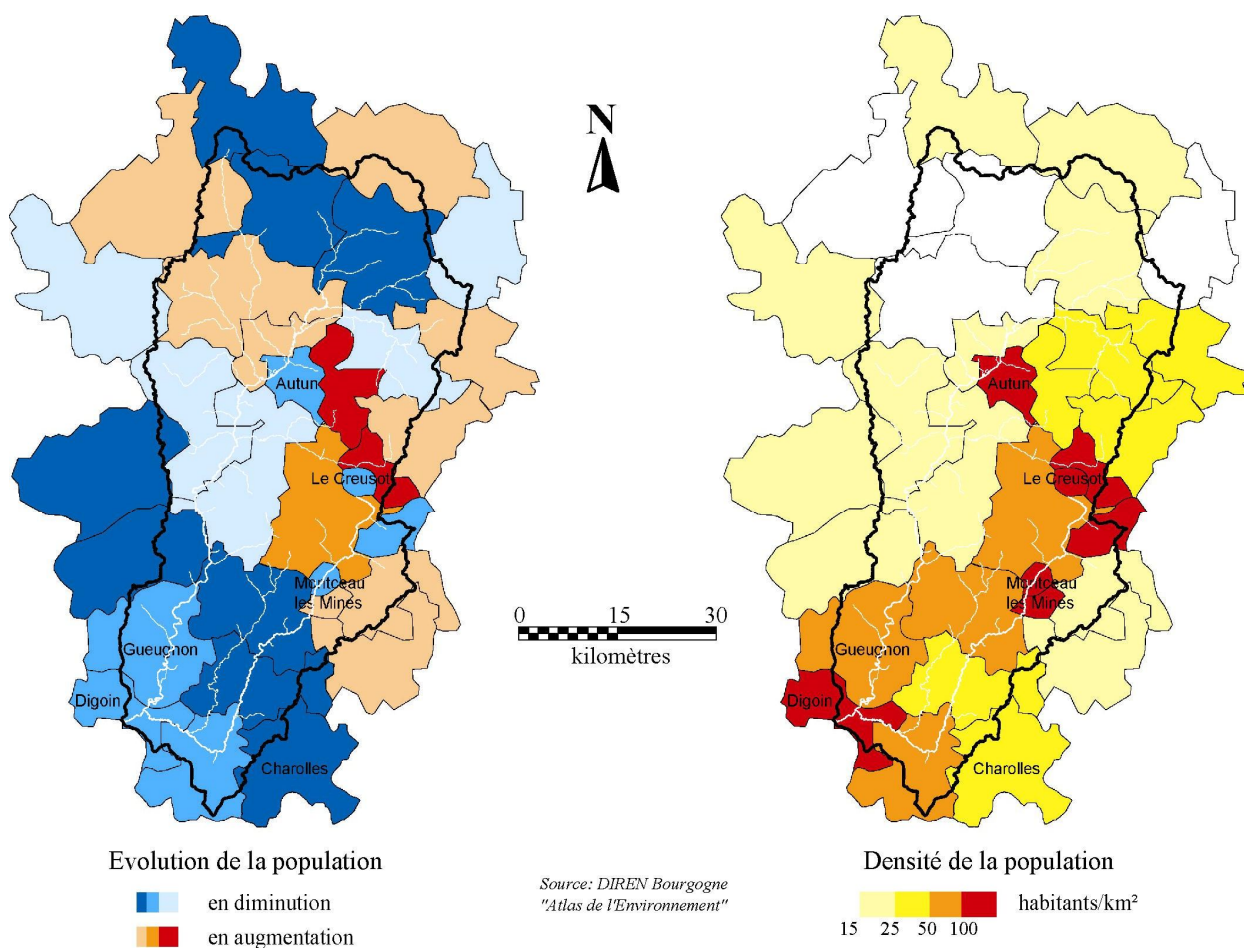 N
Autun
Le Creusot
Montceau
les Mines
Gueugnon
Digoin
Charolles
0 15 30
kilomètres
Autun
Le Creusot
Montceau
les Mines
Gueugnon
Digoin
Charolles
Evolution de la population
en diminution
en augmentation
Source: DIREN Bourgogne
"Atlas de l'Environnement"
Densité de la population
habitants/km²
15 25 50 100